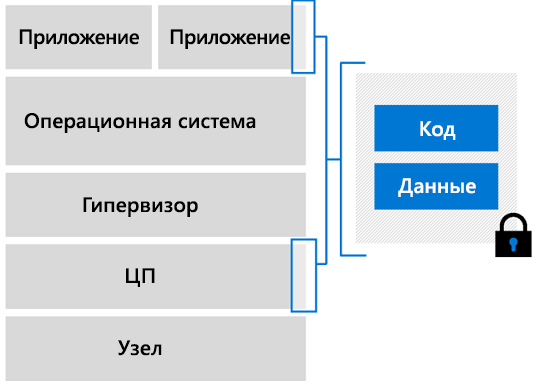 Приложение Приложение
Операционная система
Гипервизор
ЦП
Узел
Код
Данные